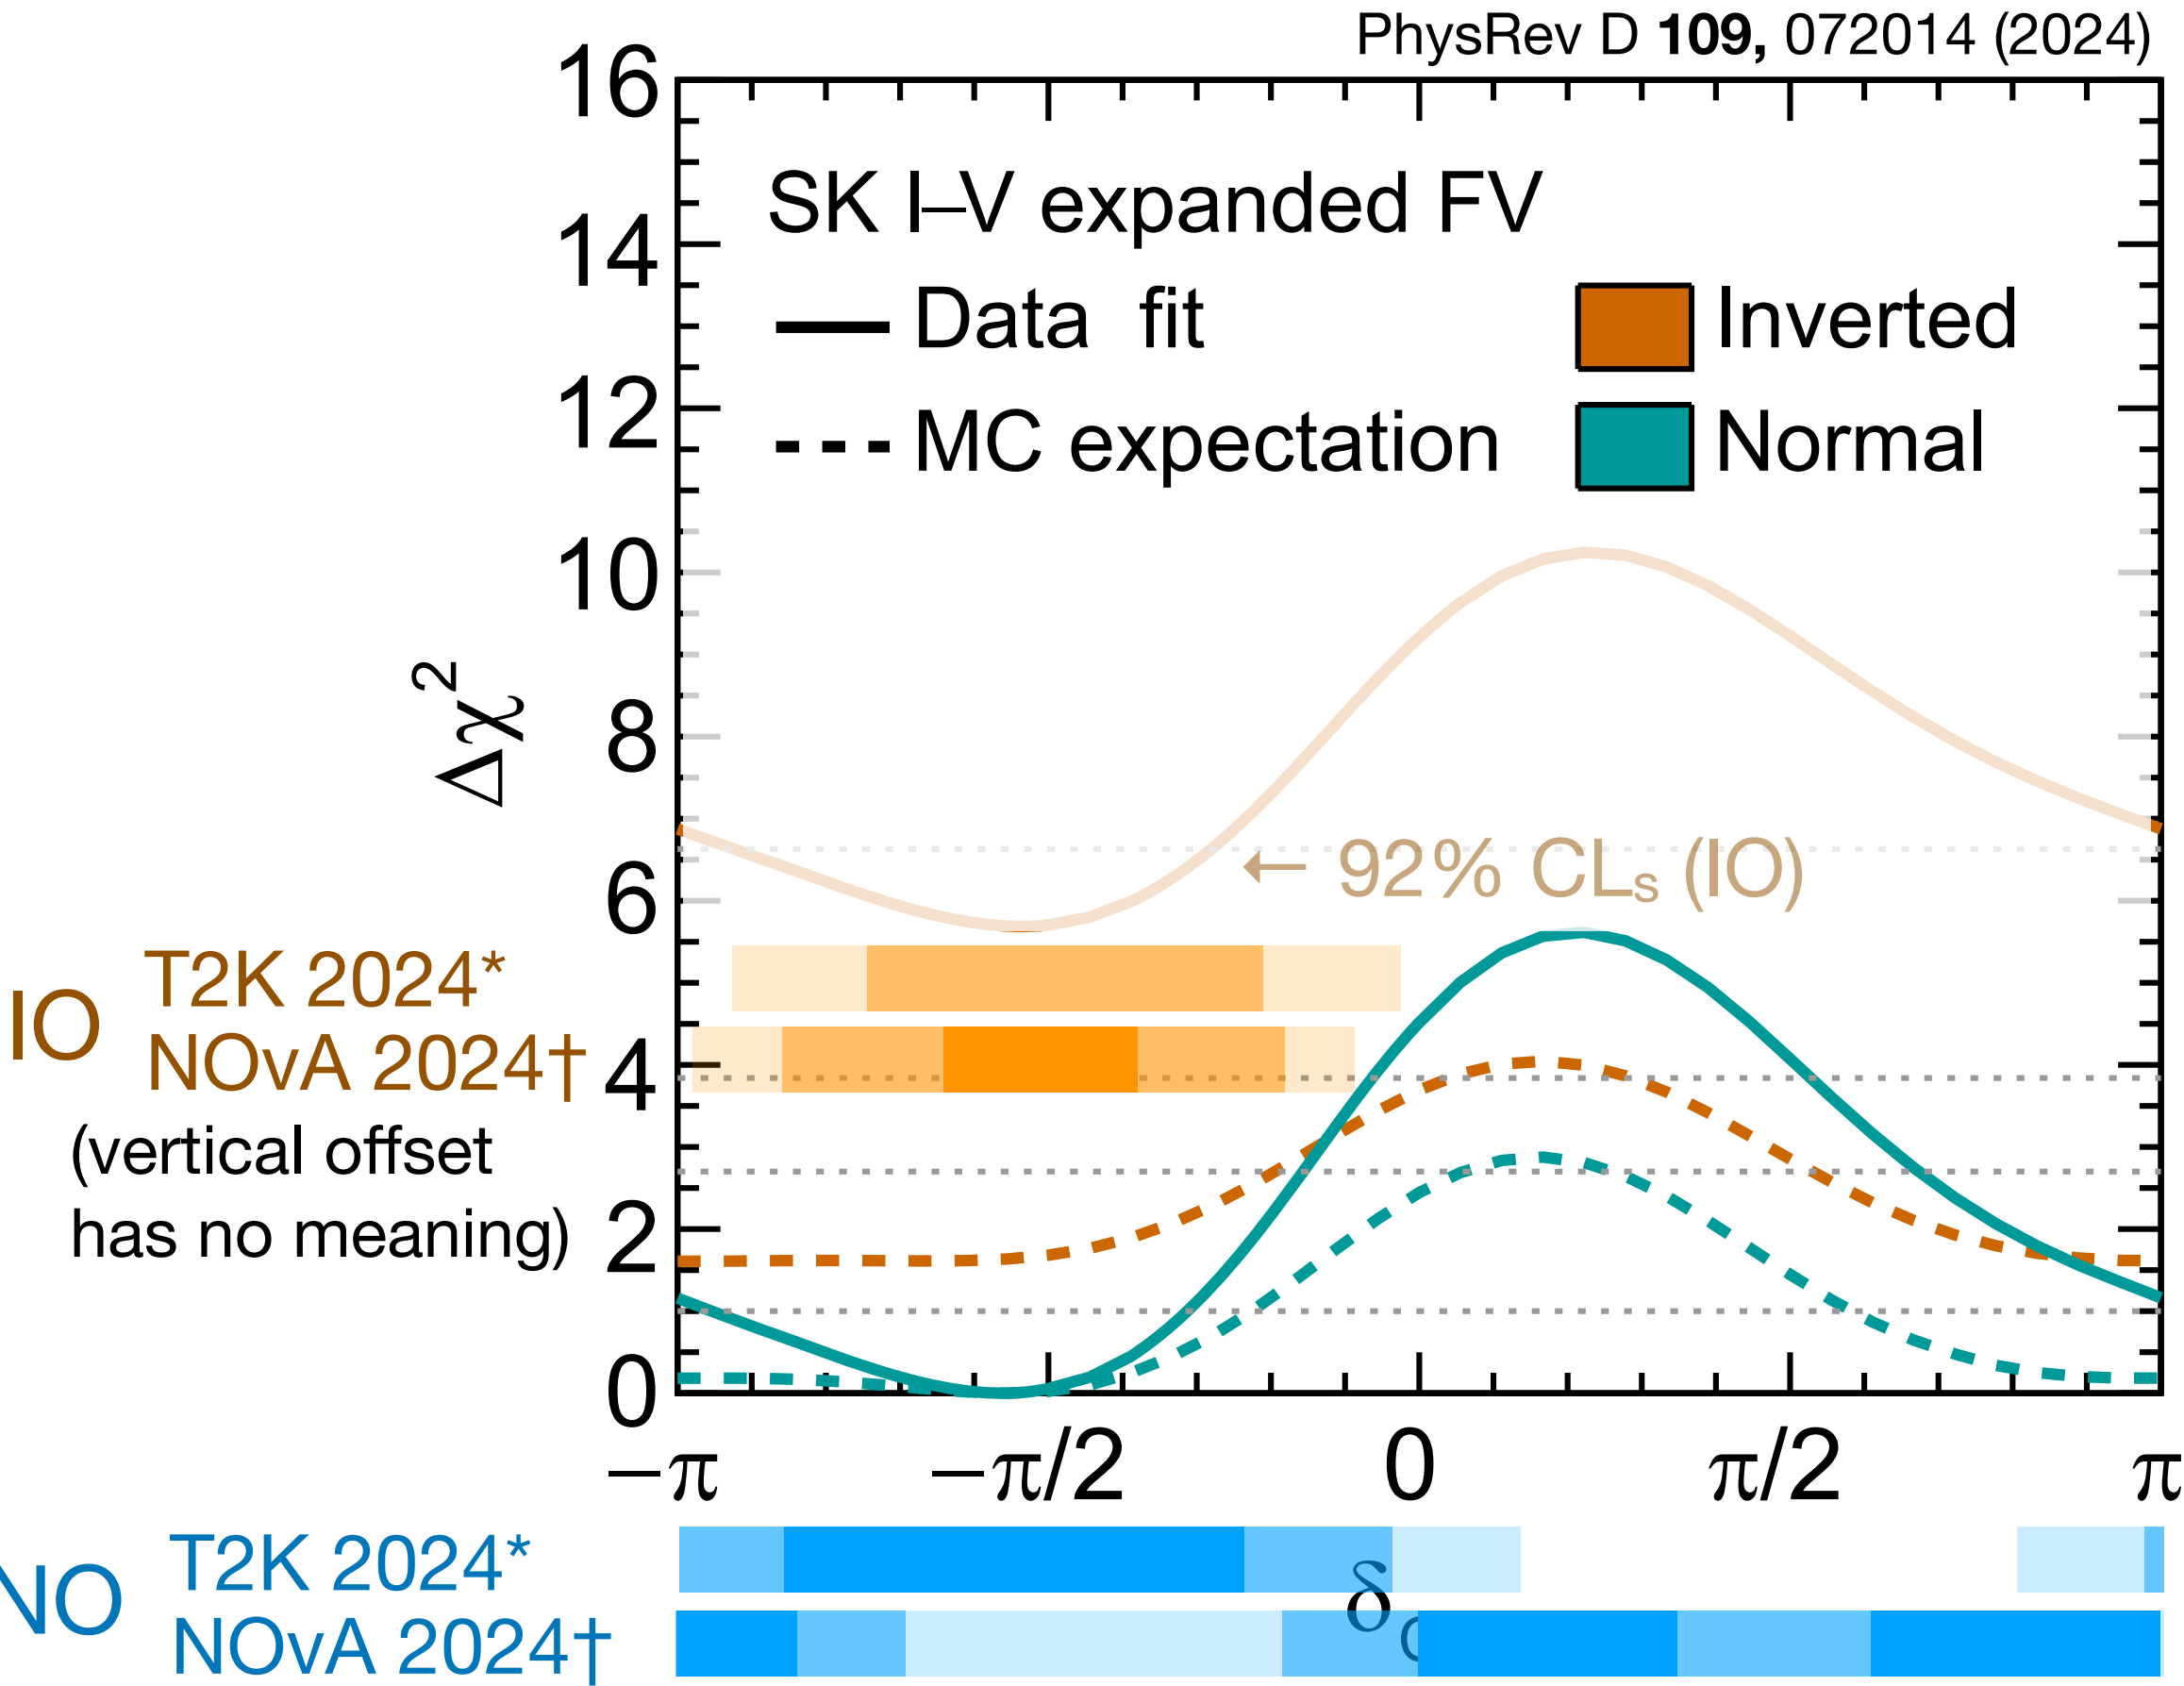 PhysRev D 109, 072014 (2024)
16
SK I–V expanded FV
14
Data fit
Inverted
12
MC expectation
Normal
10
Δχ²
8
← 92% CLs (IO)
6
T2K 2024*
IO
NOνA 2024†
4
(vertical offset
has no meaning)
2
0
−π −π/2 0 π/2 π
T2K 2024*
δ
NO
NOνA 2024†